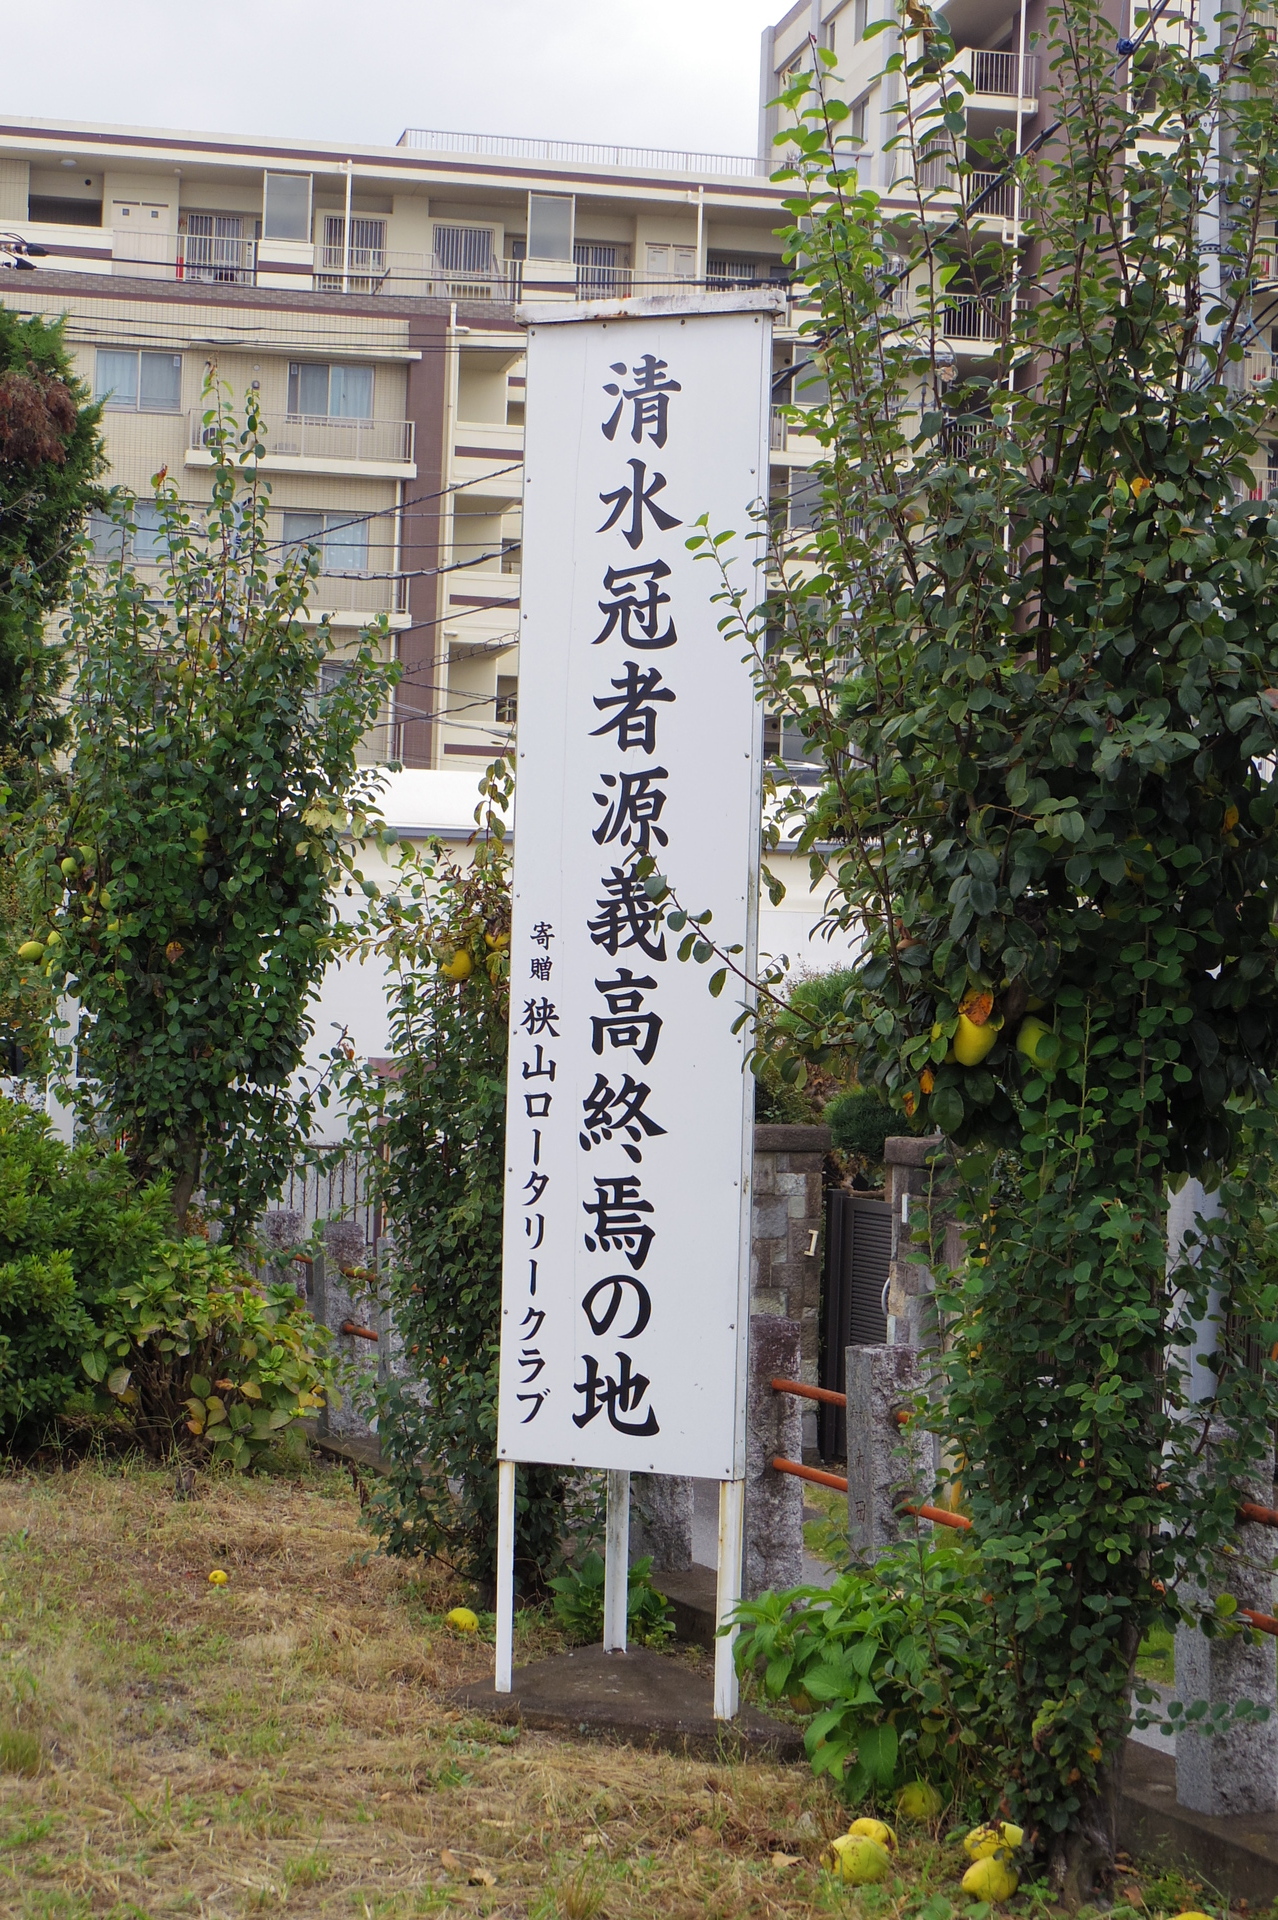 清水冠者源義高終焉の地
寄贈 狭山ロータリークラブ